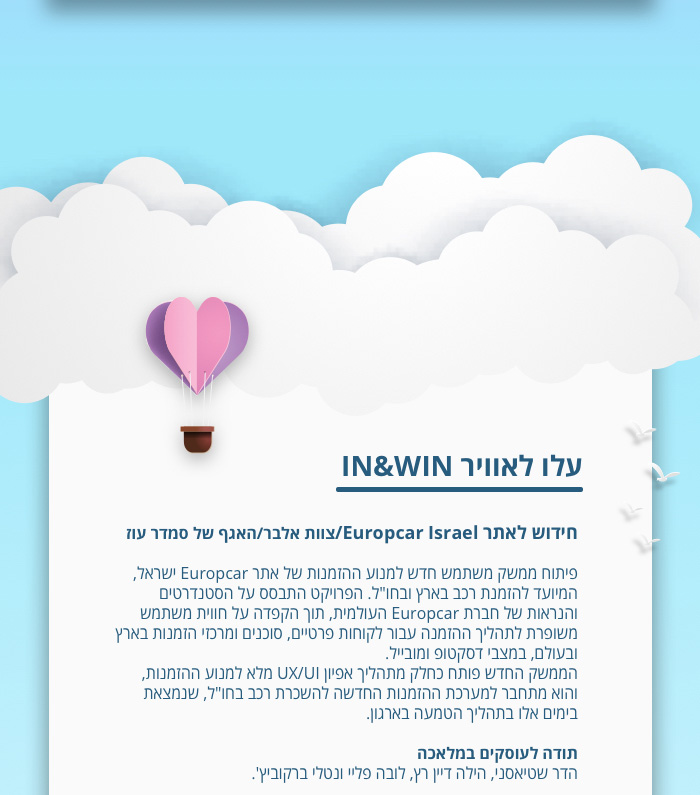 עלו לאוויר IN&WIN
חידוש לאתר Europcar Israel/צוות אלבר/האגף של סמדר עוז
פיתוח ממשק משתמש חדש למנוע ההזמנות של אתר Europcar ישראל,
המיועד להזמנת רכב בארץ ובחו"ל. הפרויקט התבסס על הסטנדרטים
והנראות של חברת Europcar העולמית, תוך הקפדה על חווית משתמש
משופרת לתהליך ההזמנה עבור לקוחות פרטיים, סוכנים ומרכזי הזמנות בארץ
ובעולם, במצבי דסקטופ ומובייל.
הממשק החדש פותח כחלק מתהליך אפיון UX/UI מלא למנוע ההזמנות,
והוא מתחבר למערכת ההזמנות החדשה להשכרת רכב בחו"ל, שנמצאת
בימים אלו בתהליך הטמעה בארגון.
תודה לעוסקים במלאכה
הדר שטיאסני, הילה דיין רץ, לובה פליי ונטלי ברקוביץ'.